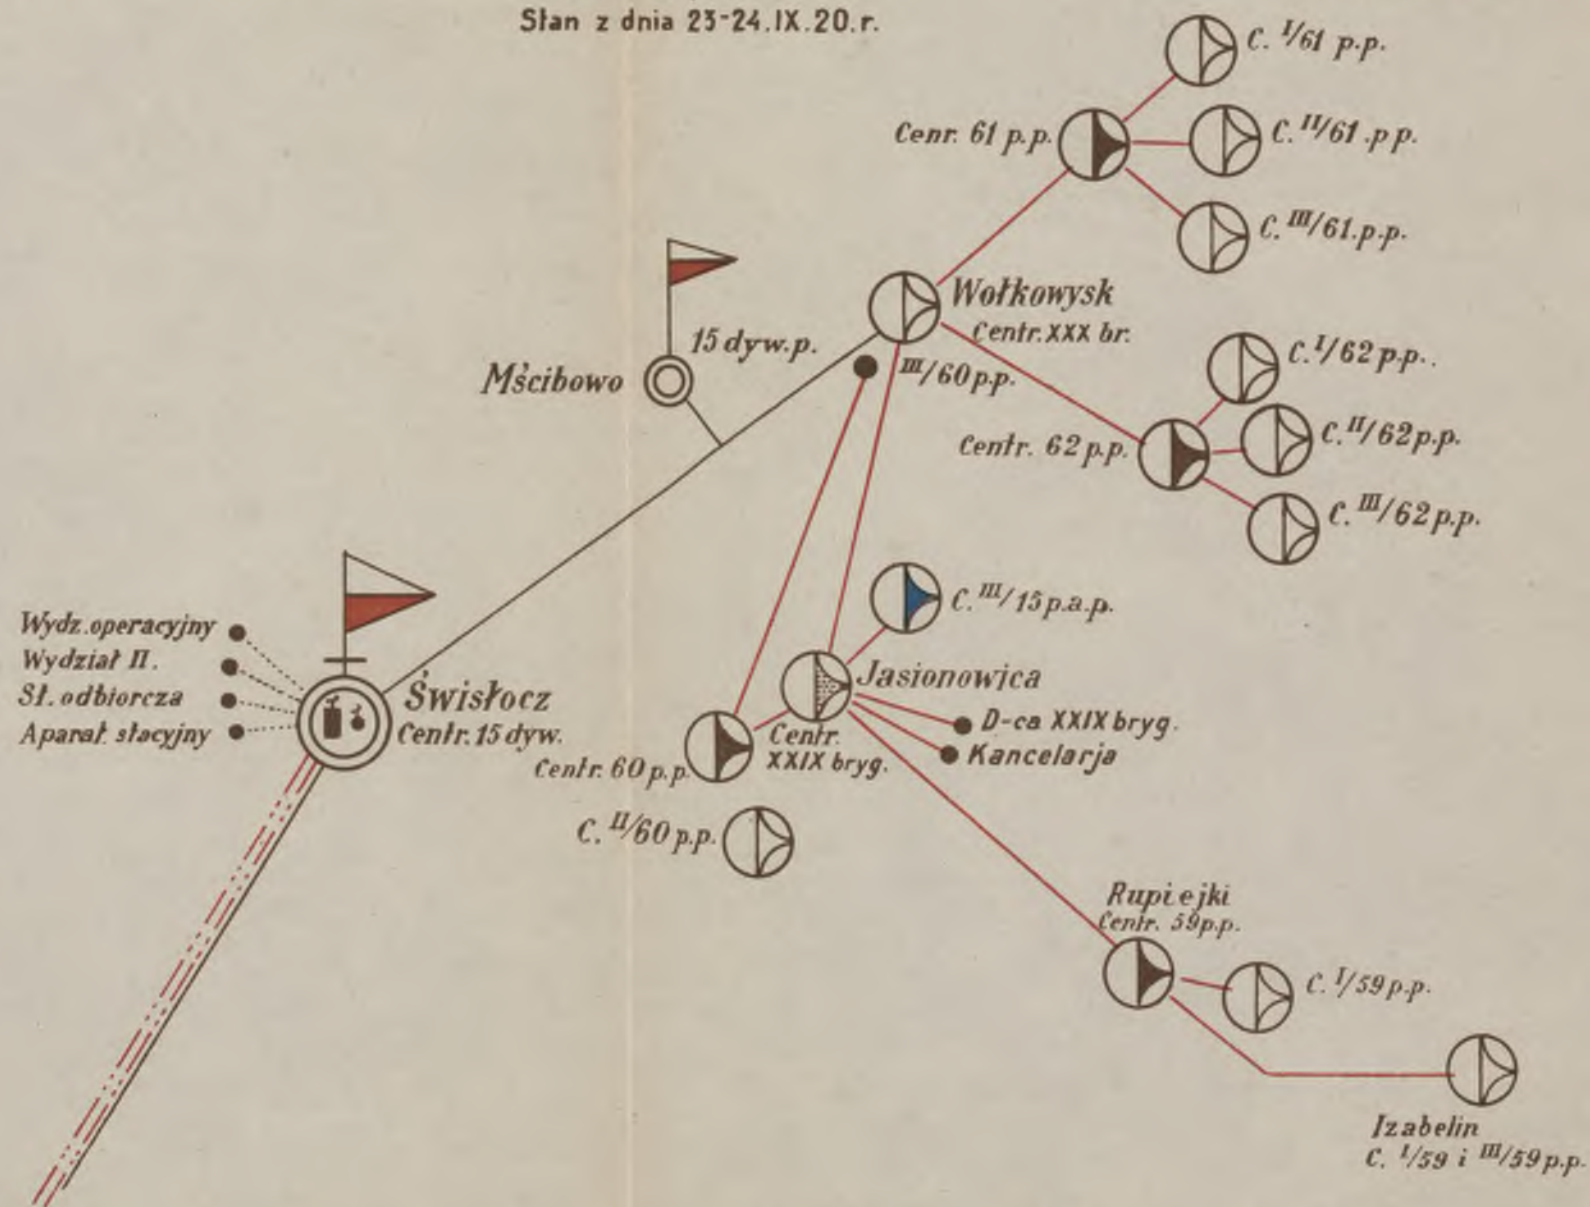 Stan z dnia 23-24.IX.20.r.
C. I/61 p.p.
Cenr. 61 p.p.
C. II/61 .p p.
C. III/61.p.p.
Wołkowysk
Centr. XXX br.
15 dyw.p.
Mścibowo
III/60 p.p.
C. I/62 p.p..
C. II/62 p.p.
Centr. 62 p.p.
C. III/62 p.p.
C. III/15 p.a.p.
Wydz.operacyjny
Wydział II.
St. odbiorcza
Aparat stacyjny
Świsłocz
Centr. 15 dyw.
Jasionowica
D-ca XXIX bryg.
Kancelarja
Centr.
XXIX bryg.
Centr. 60 p.p.
C. II/60 p.p.
Rupiejki
Centr. 59 p.p.
C. I/59 p.p.
Izabelin
C. I/59 i III/59 p.p.